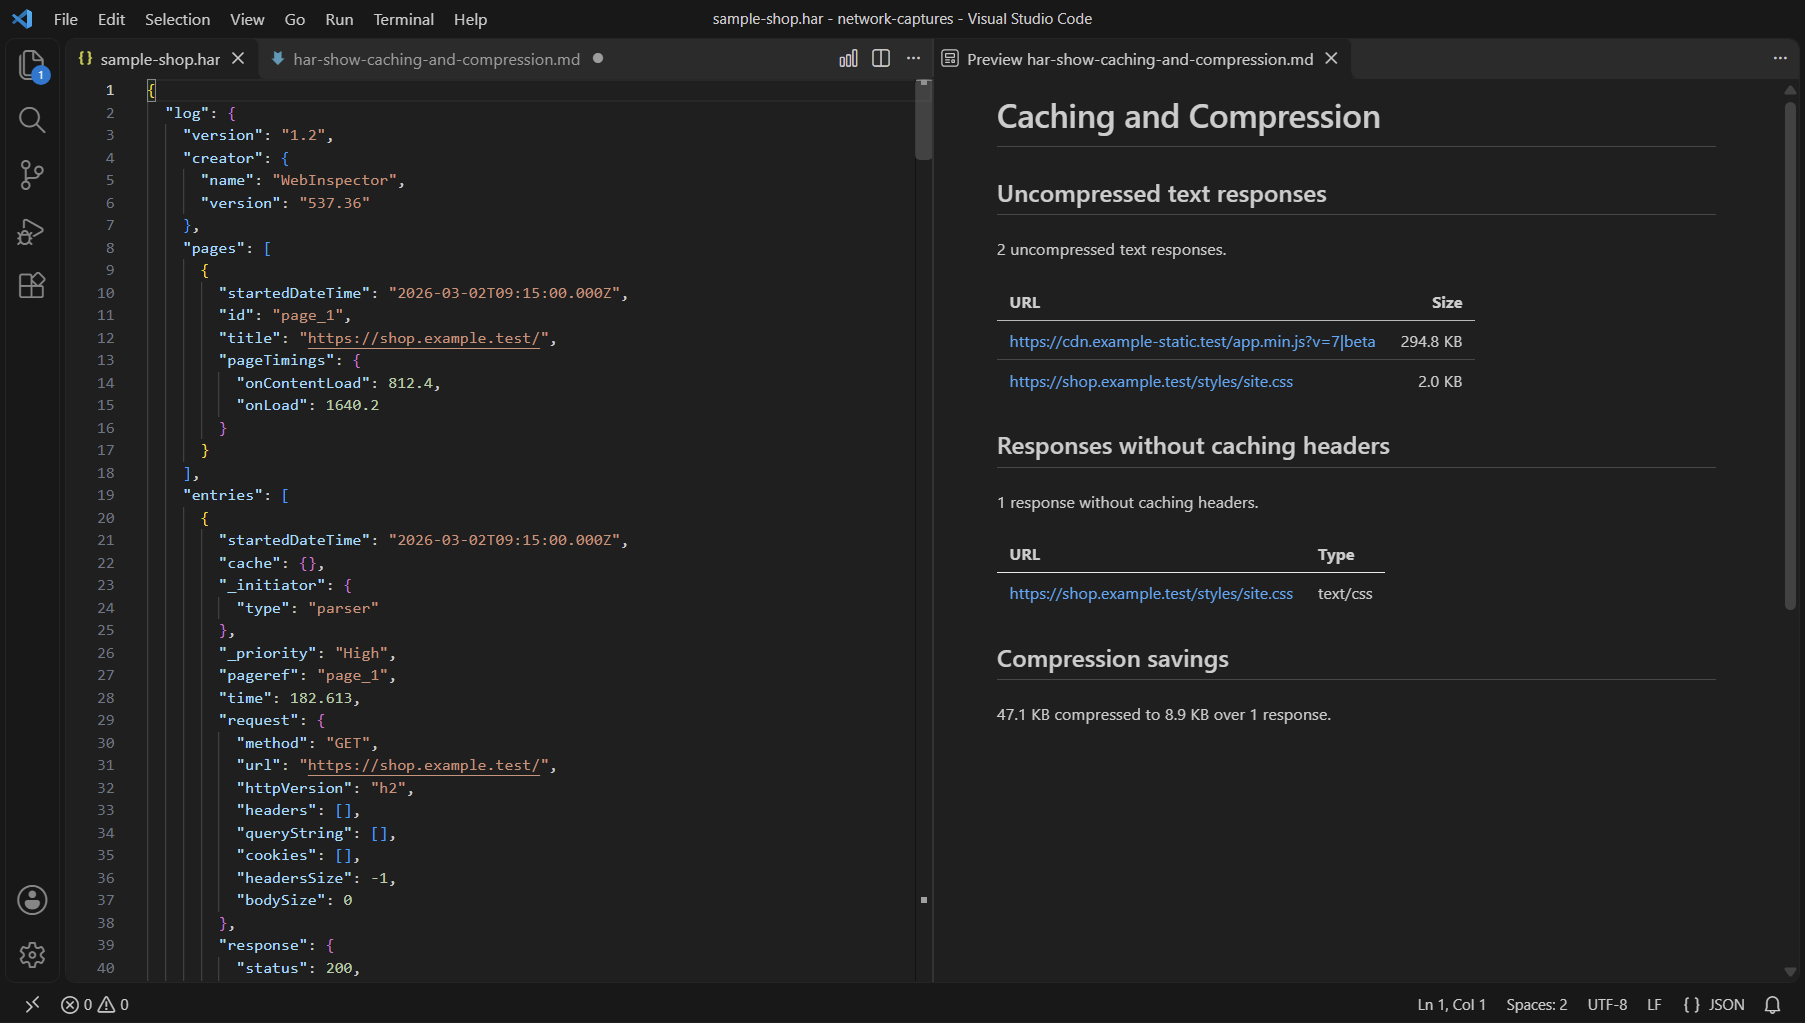 File Edit Selection View Go Run Terminal Help
sample-shop.har - network-captures - Visual Studio Code
1
{} sample-shop.har
har-show-caching-and-compression.md
Preview har-show-caching-and-compression.md
1 {
2 "log": {
3 "version": "1.2",
4 "creator": {
5 "name": "WebInspector",
6 "version": "537.36"
7 },
8 "pages": [
9 {
10 "startedDateTime": "2026-03-02T09:15:00.000Z",
11 "id": "page_1",
12 "title": "https://shop.example.test/",
13 "pageTimings": {
14 "onContentLoad": 812.4,
15 "onLoad": 1640.2
16 }
17 }
18 ],
19 "entries": [
20 {
21 "startedDateTime": "2026-03-02T09:15:00.000Z",
22 "cache": {},
23 "_initiator": {
24 "type": "parser"
25 },
26 "_priority": "High",
27 "pageref": "page_1",
28 "time": 182.613,
29 "request": {
30 "method": "GET",
31 "url": "https://shop.example.test/",
32 "httpVersion": "h2",
33 "headers": [],
34 "queryString": [],
35 "cookies": [],
36 "headersSize": -1,
37 "bodySize": 0
38 },
39 "response": {
40 "status": 200,
Caching and Compression
Uncompressed text responses
2 uncompressed text responses.
URL Size
https://cdn.example-static.test/app.min.js?v=7|beta 294.8 KB
https://shop.example.test/styles/site.css 2.0 KB
Responses without caching headers
1 response without caching headers.
URL Type
https://shop.example.test/styles/site.css text/css
Compression savings
47.1 KB compressed to 8.9 KB over 1 response.
0 0
Ln 1, Col 1 Spaces: 2 UTF-8 LF {} JSON